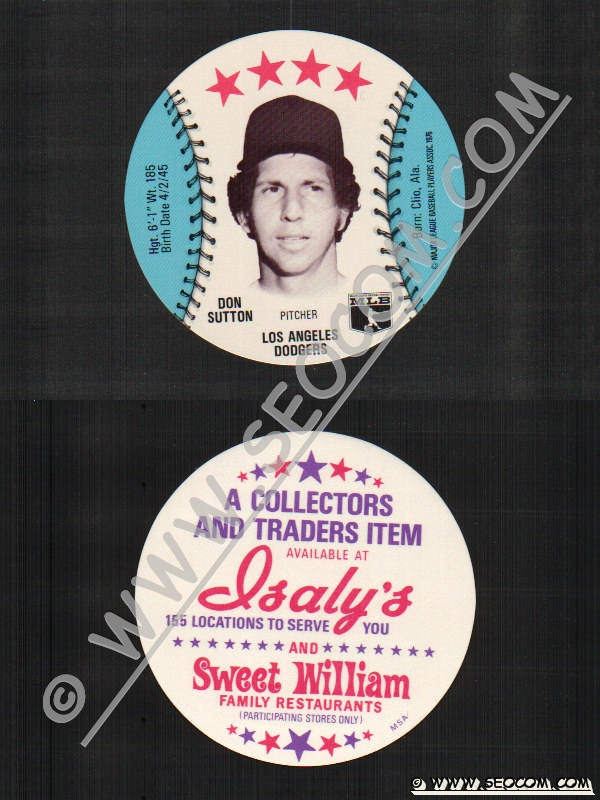 Hgt. 6'-1" Wt. 185
Birth Date 4/2/45
Born: Clio, Ala.
© MAJOR LEAGUE BASEBALL PLAYERS ASSOC. 1976
DON
SUTTON
PITCHER
LOS ANGELES
DODGERS
MLB
A COLLECTORS
AND TRADERS ITEM
AVAILABLE AT
Isaly's
155 LOCATIONS TO SERVE YOU
AND
Sweet William
FAMILY RESTAURANTS
(PARTICIPATING STORES ONLY)
M.S.A.
© WWW.SEOCOM.COM
© WWW.SEOCOM.COM